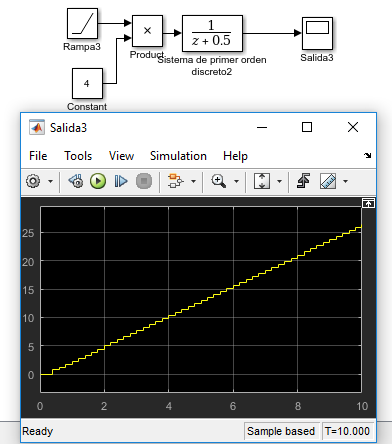 Rampa3
×
Product
1
z + 0.5
Sistema de primer orden
discreto2
Salida3
4
Constant
Salida3
File Tools View Simulation Help
25
20
15
10
5
0
0 2 4 6 8 10
Ready Sample based T=10.000